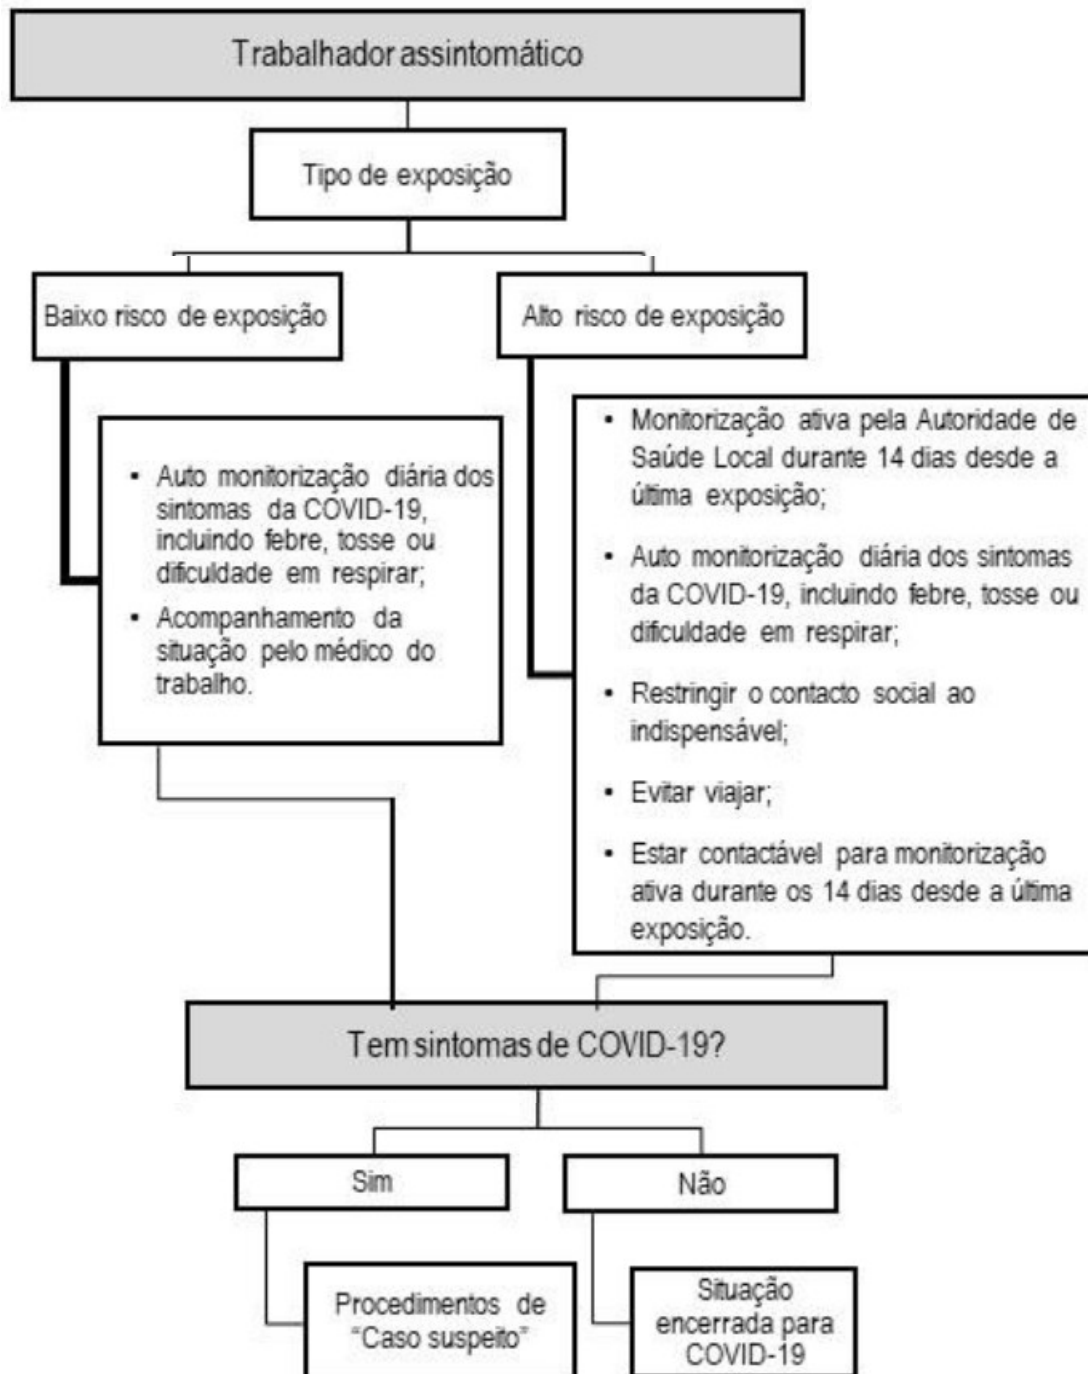 Trabalhador assintomático
Tipo de exposição
Baixo risco de exposição
Alto risco de exposição
• Auto monitorização diária dos
sintomas da COVID-19,
incluindo febre, tosse ou
dificuldade em respirar;
• Acompanhamento da
situação pelo médico do
trabalho.
• Monitorização ativa pela Autoridade de
Saúde Local durante 14 dias desde a
última exposição;
• Auto monitorização diária dos sintomas
da COVID-19, incluindo febre, tosse ou
dificuldade em respirar;
• Restringir o contacto social ao
indispensável;
• Evitar viajar;
• Estar contactável para monitorização
ativa durante os 14 dias desde a última
exposição.
Tem sintomas de COVID-19?
Sim
Não
Procedimentos de
“Caso suspeito”
Situação
encerrada para
COVID-19